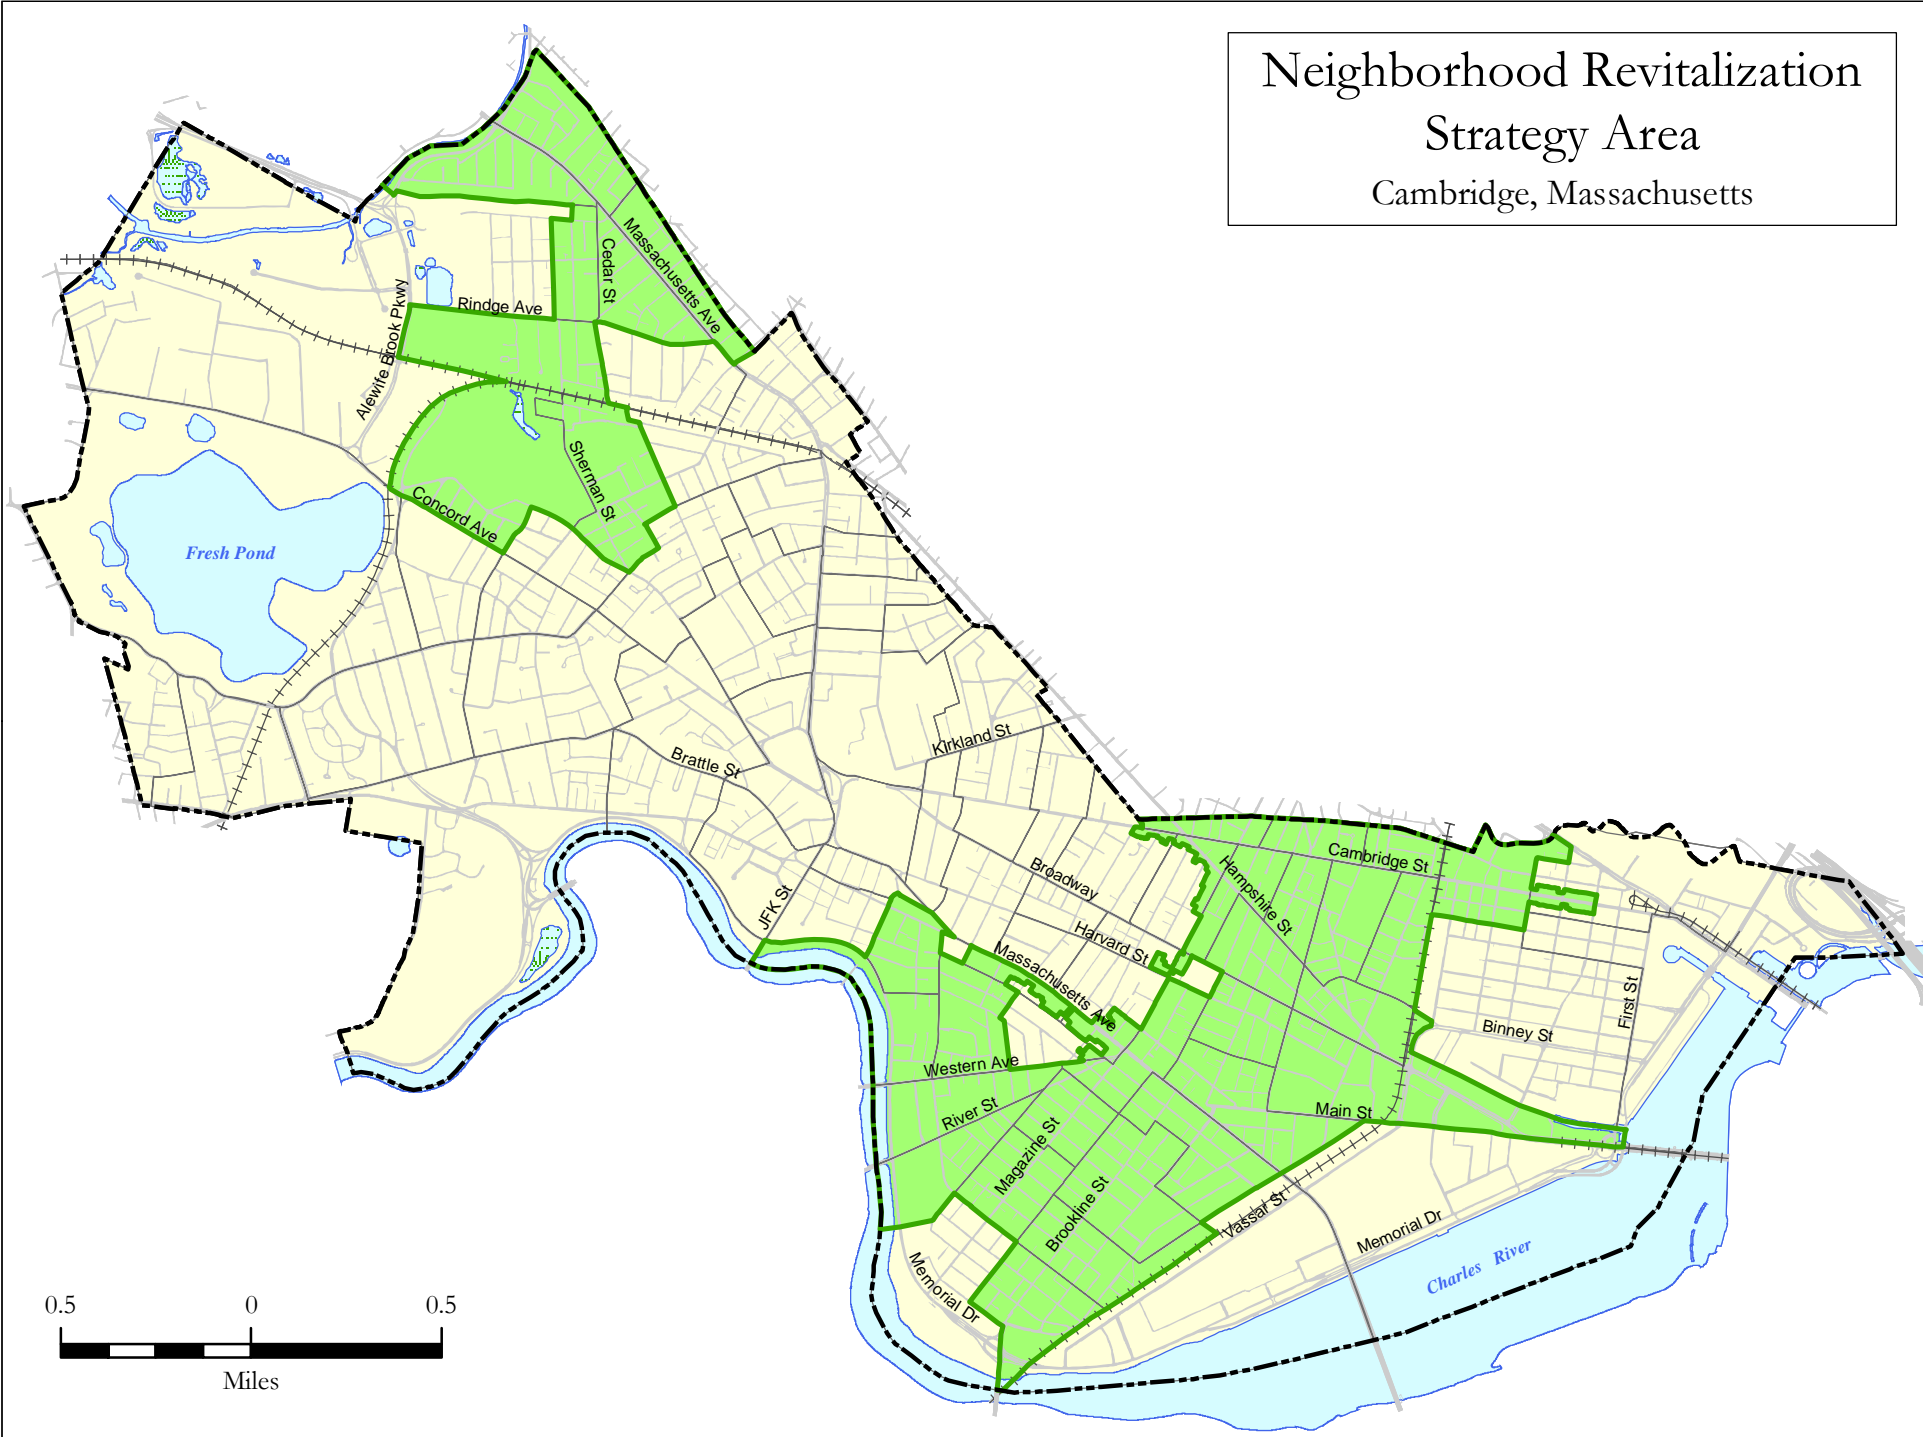 Neighborhood Revitalization
Strategy Area
Cambridge, Massachusetts
Massachusetts Ave
Cedar St
Rindge Ave
Alewife Brook Pkwy
Sherman St
Concord Ave
Fresh Pond
Kirkland St
Brattle St
Broadway
Cambridge St
Hampshire St
JFK St
Harvard St
Massachusetts Ave
First St
Binney St
Western Ave
River St
Main St
Magazine St
Brookline St
Vassar St
Memorial Dr
Charles River
Memorial Dr
0.5 0 0.5
Miles